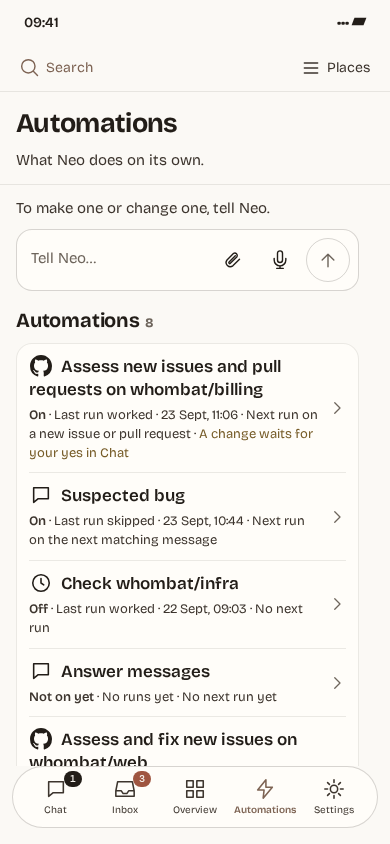 09:41
Search
Places
Automations
What Neo does on its own.
To make one or change one, tell Neo.
Tell Neo...
Automations 8
Assess new issues and pull
requests on whombat/billing
On · Last run worked · 23 Sept, 11:06 · Next run on
a new issue or pull request · A change waits for
your yes in Chat
Suspected bug
On · Last run skipped · 23 Sept, 10:44 · Next run
on the next matching message
Check whombat/infra
Off · Last run worked · 22 Sept, 09:03 · No next
run
Answer messages
Not on yet · No runs yet · No next run yet
Assess and fix new issues on
whombat/web
1
3
Chat
Inbox
Overview
Automations
Settings